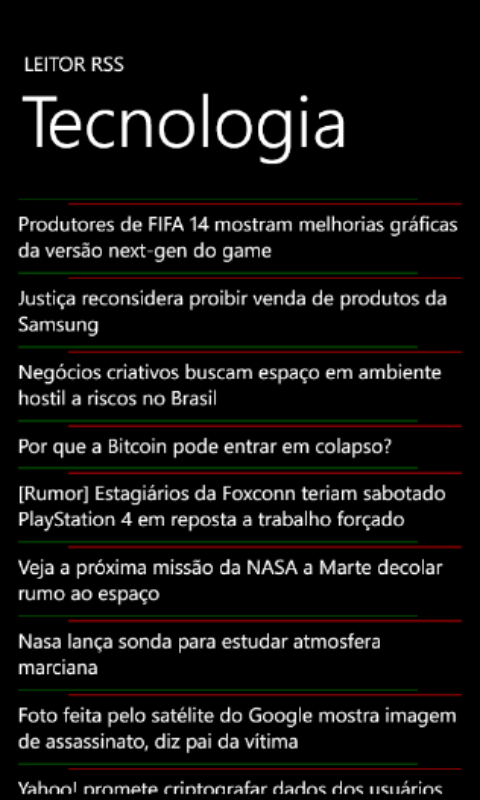 LEITOR RSS
Tecnologia
Produtores de FIFA 14 mostram melhorias gráficas
da versão next-gen do game
Justiça reconsidera proibir venda de produtos da
Samsung
Negócios criativos buscam espaço em ambiente
hostil a riscos no Brasil
Por que a Bitcoin pode entrar em colapso?
[Rumor] Estagiários da Foxconn teriam sabotado
PlayStation 4 em reposta a trabalho forçado
Veja a próxima missão da NASA a Marte decolar
rumo ao espaço
Nasa lança sonda para estudar atmosfera
marciana
Foto feita pelo satélite do Google mostra imagem
de assassinato, diz pai da vítima
Yahoo! promete criptografar dados dos usuários